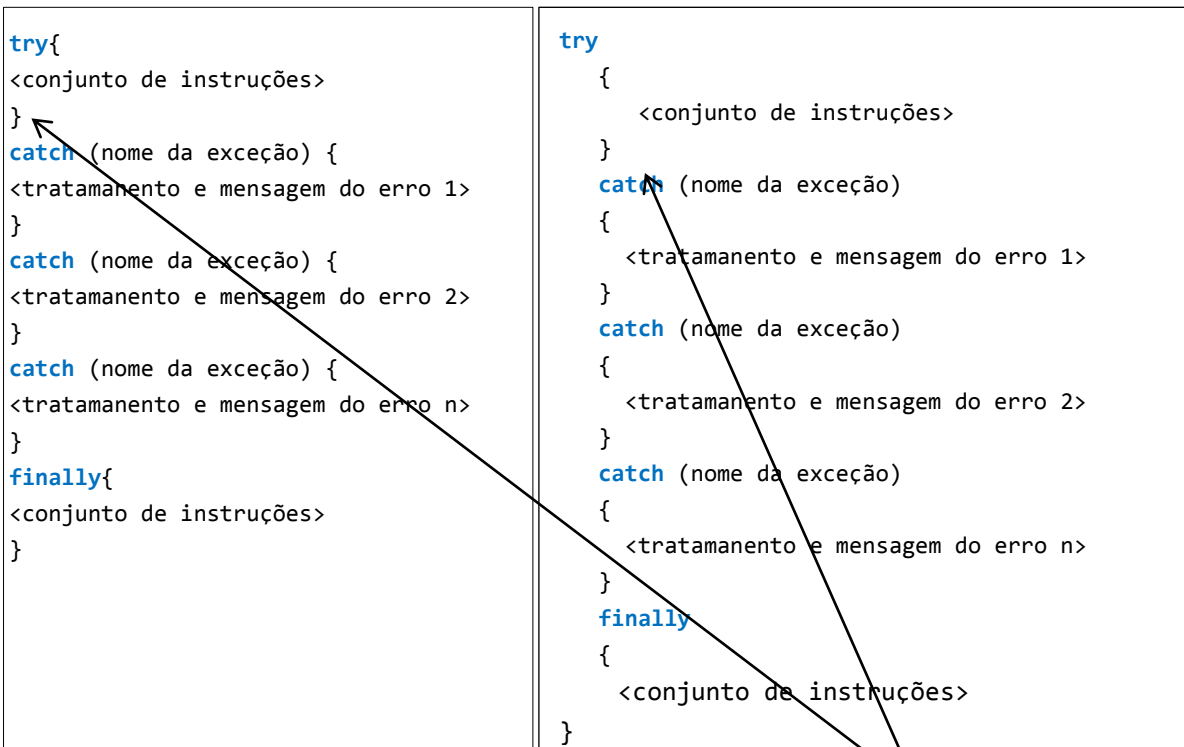 try{
<conjunto de instruções>
}
catch (nome da exceção) {
<tratamanento e mensagem do erro 1>
}
catch (nome da exceção) {
<tratamanento e mensagem do erro 2>
}
catch (nome da exceção) {
<tratamanento e mensagem do erro n>
}
finally{
<conjunto de instruções>
}
try
{
<conjunto de instruções>
}
catch (nome da exceção)
{
<tratamanento e mensagem do erro 1>
}
catch (nome da exceção)
{
<tratamanento e mensagem do erro 2>
}
catch (nome da exceção)
{
<tratamanento e mensagem do erro n>
}
finally
{
<conjunto de instruções>
}